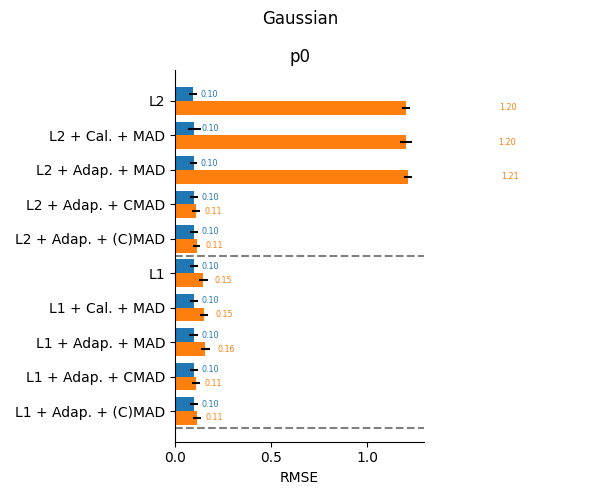 Gaussian
p0
L2
0.10
1.20
L2 + Cal. + MAD
0.10
1.20
L2 + Adap. + MAD
0.10
1.21
L2 + Adap. + CMAD
0.10
0.11
L2 + Adap. + (C)MAD
0.10
0.11
L1
0.10
0.15
L1 + Cal. + MAD
0.10
0.15
L1 + Adap. + MAD
0.10
0.16
L1 + Adap. + CMAD
0.10
0.11
L1 + Adap. + (C)MAD
0.10
0.11
0.0 0.5 1.0
RMSE